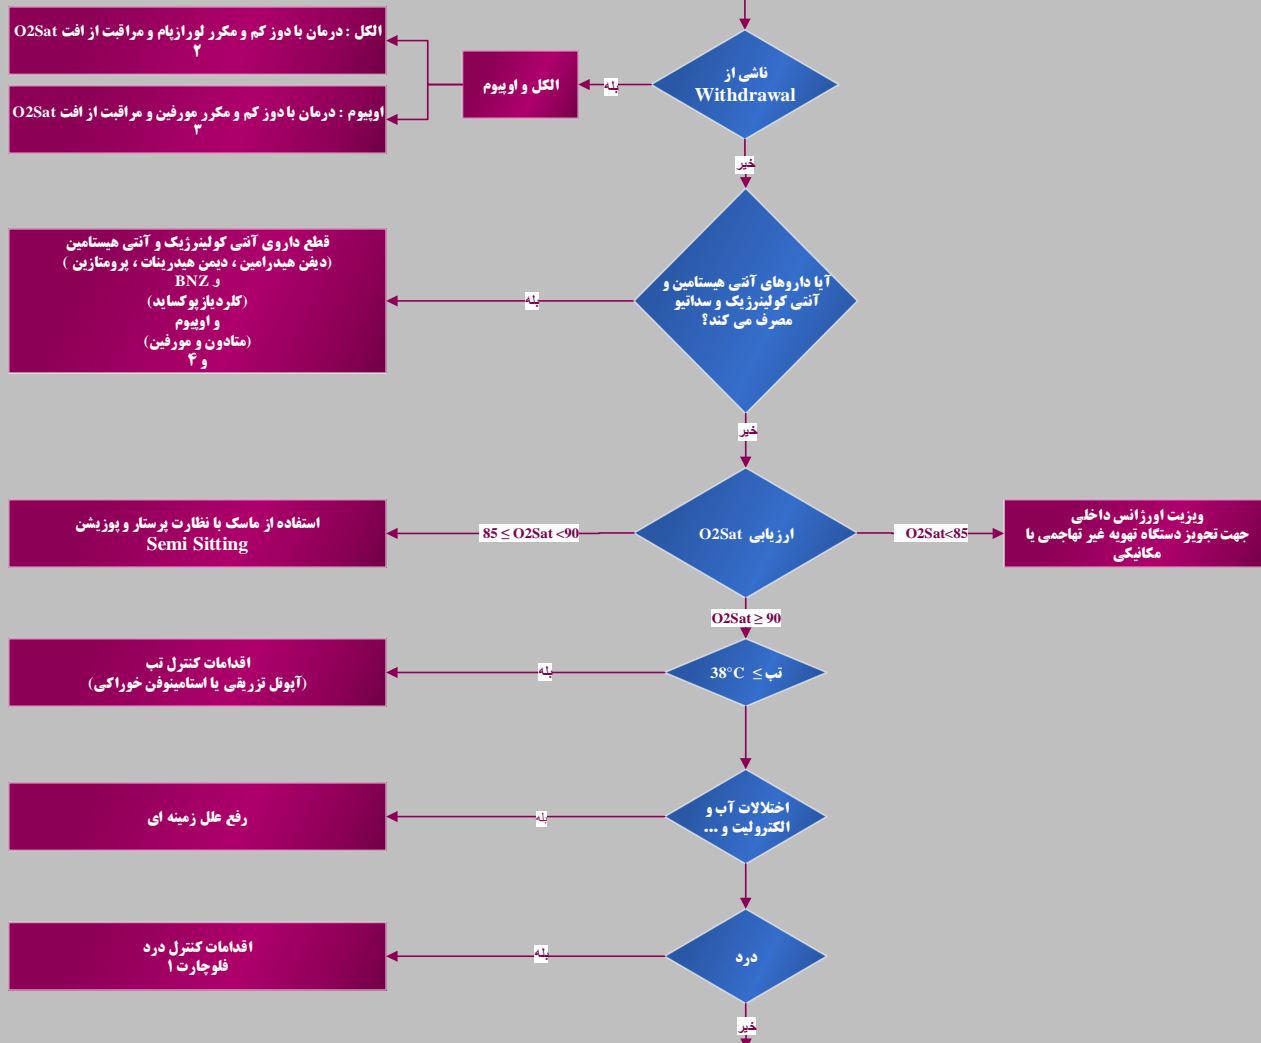 ناشی از
Withdrawal
بله
الکل و اوپیوم
الکل : درمان با دوز کم و مکرر لورازپام و مراقبت از افت O2Sat
۲
اوپیوم : درمان با دوز کم و مکرر مورفین و مراقبت از افت O2Sat
۳
خیر
آیا داروهای آنتی هیستامین و
آنتی کولینرژیک و سداتیو
مصرف می کند؟
بله
قطع داروی آنتی کولینرژیک و آنتی هیستامین
(دیفن هیدرامین ، دیمن هیدرینات ، پرومتازین )
و BNZ
(کلردیازپوکساید)
و اوپیوم
(متادون و مورفین)
و ۴
خیر
ارزیابی O2Sat
O2Sat<85
ویزیت اورژانس داخلی
جهت تجویز دستگاه تهویه غیر تهاجمی یا
مکانیکی
85 ≤ O2Sat <90
استفاده از ماسک با نظارت پرستار و پوزیشن
Semi Sitting
O2Sat ≥ 90
تب ≥ 38°C
بله
اقدامات کنترل تب
(آپوتل تزریقی یا استامینوفن خوراکی)
اختلالات آب و
الکترولیت و ...
بله
رفع علل زمینه ای
درد
بله
اقدامات کنترل درد
فلوچارت ۱
خیر